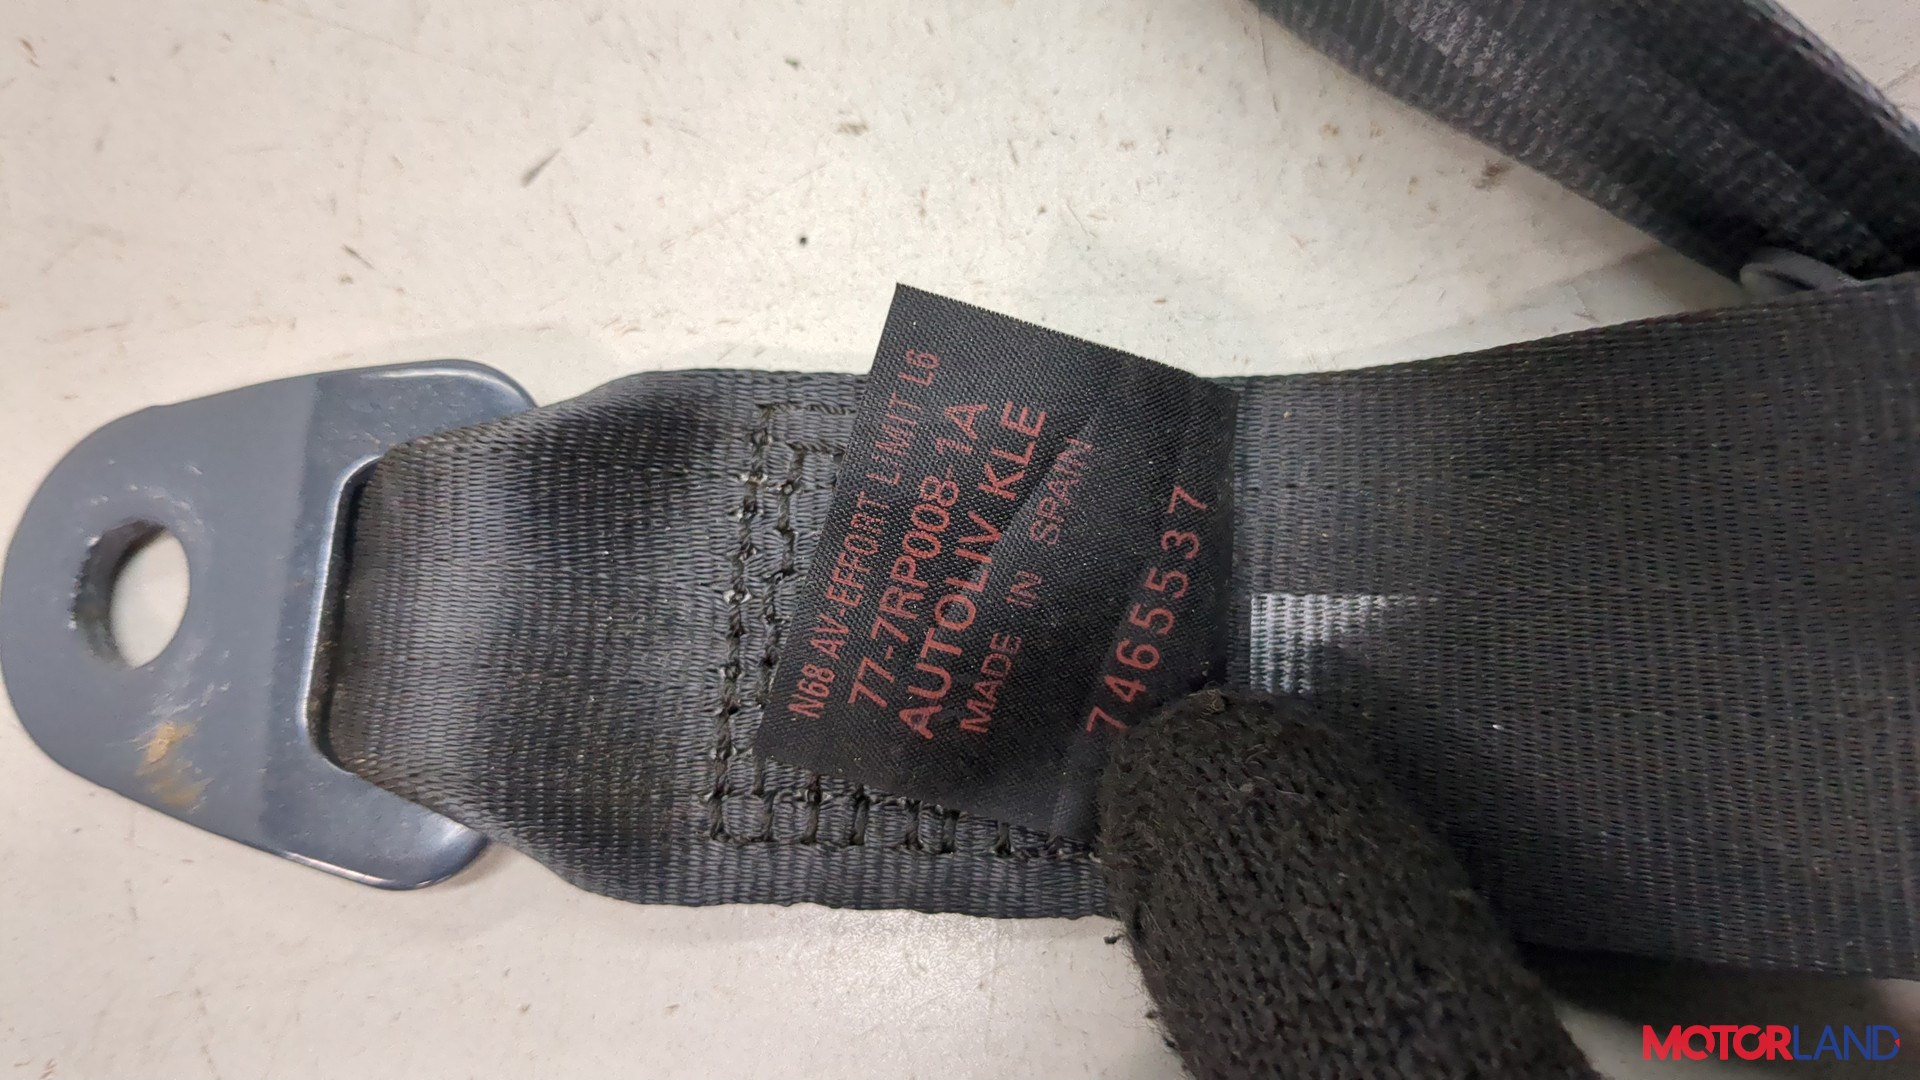 N68 AV-EFFORT LIMIT L6
77-7RP008-1A
AUTOLIV KLE
MADE IN SPAIN
7465537
MOTORLAND